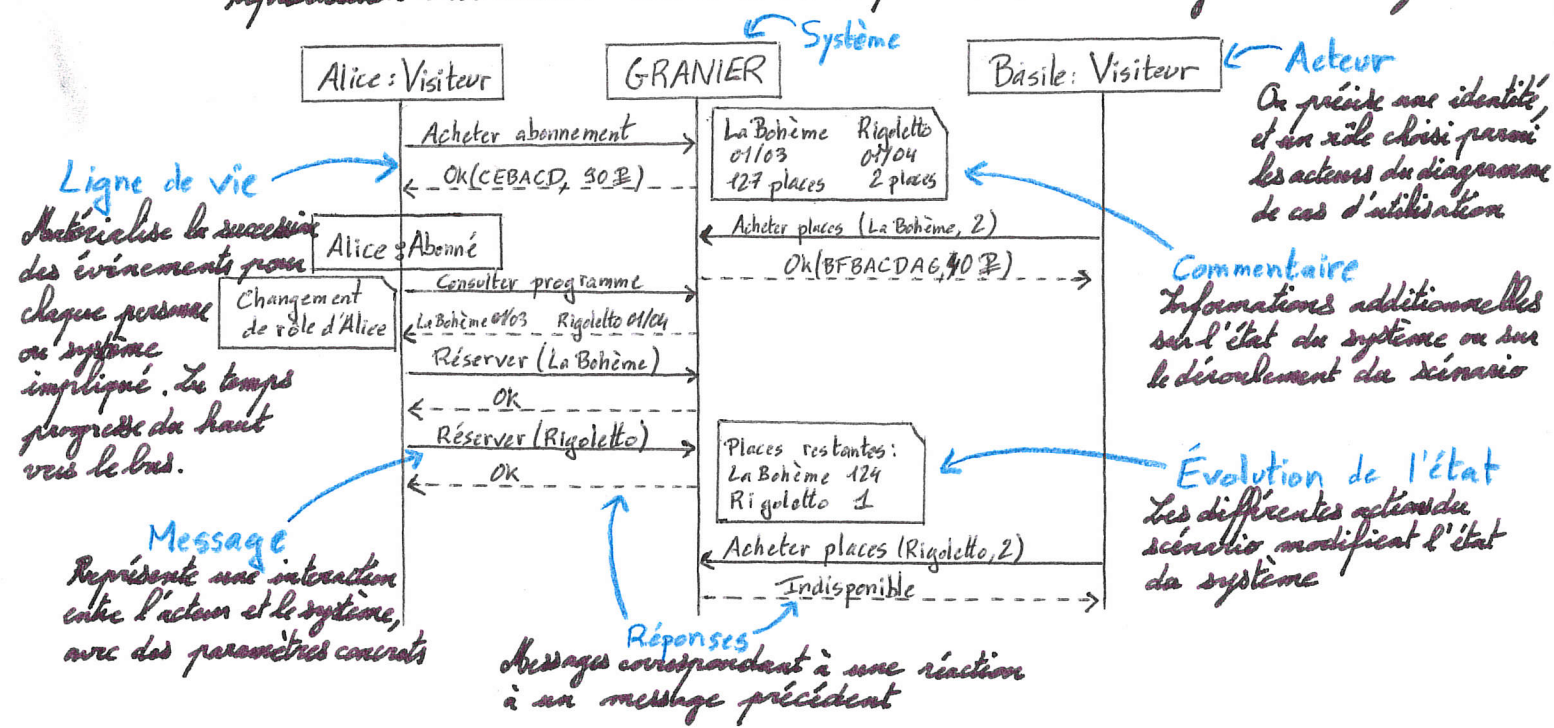 Système
Alice : Visiteur
GRANIER
Basile : Visiteur
Acteur
On précise une identité,
et un rôle choisi parmi
les acteurs du diagramme
de cas d'utilisation
Acheter abonnement
La Bohème Rigoletto
01/03 01/04
127 places 2 places
Ok(CEBACD, 90
Ligne de vie
Matérialise la succession
des événements pour
chaque personne
ou système
impliqué. Le temps
progresse du haut
vers le bas.
Alice : Abonné
Acheter places (La Bohème, 2)
Ok(BFBACDAG, 40
Commentaire
Informations additionnelles
sur l'état du système ou sur
le déroulement du scénario
Changement
de rôle d'Alice
Consulter programme
La Bohème 01/03 Rigoletto 01/04
Réserver (La Bohème)
OK
Réserver (Rigoletto)
OK
Places restantes :
La Bohème 124
Rigoletto 1
Évolution de l'état
Les différentes actions du
scénario modifient l'état
du système
Message
Représente une interaction
entre l'acteur et le système,
avec des paramètres concrets
Acheter places (Rigoletto, 2)
Indisponible
Réponses
Messages correspondant à une réaction
à un message précédent